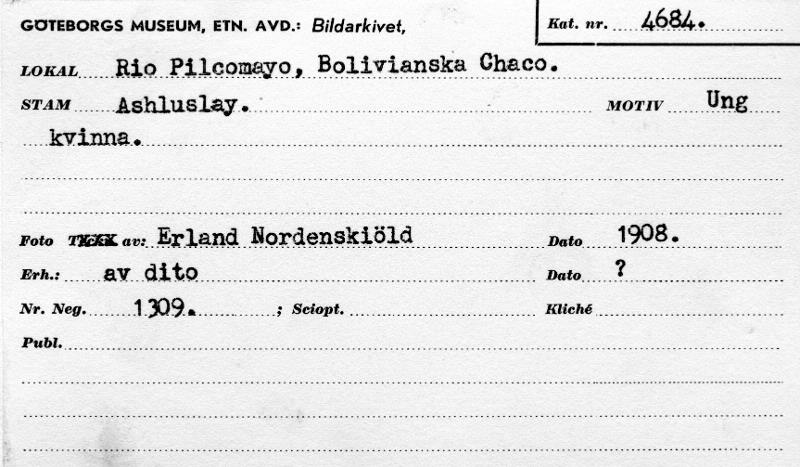 GÖTEBORGS MUSEUM, ETN. AVD.: Bildarkivet, Kat. nr. 4684.
LOKAL Rio Pilcomayo, Bolivianska Chaco.
STAM Ashluslay. MOTIV Ung
kvinna.
Foto av: Erland Nordenskiöld Dato 1908.
Erh.: av dito Dato ?
Nr. Neg. 1309. ; Sciopt. Kliché
Publ.